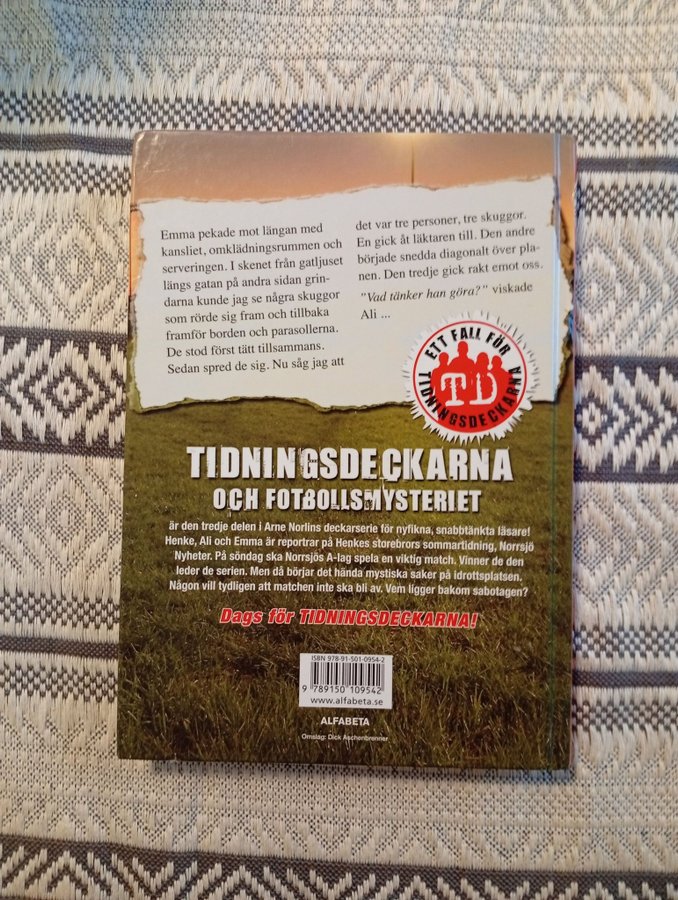 Emma pekade mot längan med
kansliet, omklädningsrummen och
serveringen. I skenet från gatljuset
längs gatan på andra sidan grin-
darna kunde jag se några skuggor
som rörde sig fram och tillbaka
framför borden och parasollerna.
De stod först tätt tillsammans.
Sedan spred de sig. Nu såg jag att
det var tre personer, tre skuggor.
En gick åt läktaren till. Den andre
började snedda diagonalt över pla-
nen. Den tredje gick rakt emot oss.
"Vad tänker han göra?" viskade
Ali ...
ETT FALL FÖR
TD
TIDNINGSDECKARNA
TIDNINGSDECKARNA
OCH FOTBOLLSMYSTERIET
är den tredje delen i Arne Norlins deckarserie för nyfikna, snabbtänkta läsare!
Henke, Ali och Emma är reportrar på Henkes storebrors sommartidning, Norrsjö
Nyheter. På söndag ska Norrsjös A-lag spela en viktig match. Vinner de den
leder de serien. Men då börjar det hända mystiska saker på idrottsplatsen.
Någon vill tydligen att matchen inte ska bli av. Vem ligger bakom sabotagen?
Dags för TIDNINGSDECKARNA!
ISBN 978-91-501-0954-2
9 789150 109542
www.alfabeta.se
ALFABETA
Omslag: Dick Aschenbrenner